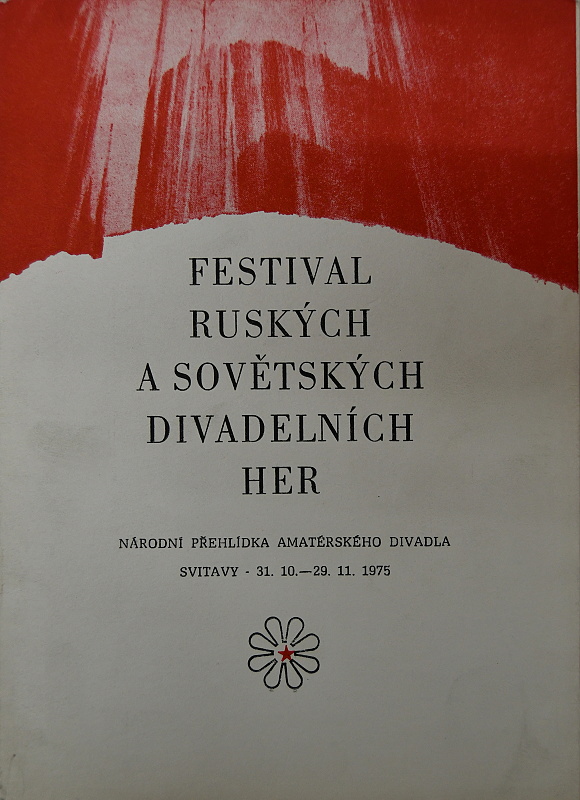 FESTIVAL
RUSKÝCH
A SOVĚTSKÝCH
DIVADELNÍCH
HER
NÁRODNÍ PŘEHLÍDKA AMATÉRSKÉHO DIVADLA
SVITAVY - 31. 10.—29. 11. 1975